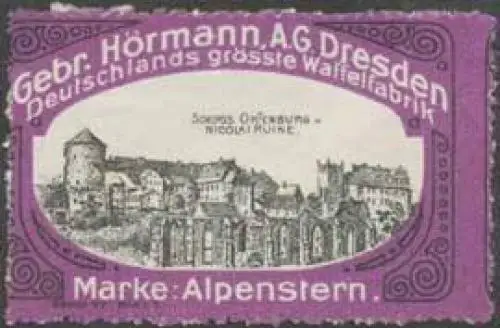 Gebr. Hörmann, A.G. Dresden
Deutschlands grösste Waffelfabrik
SCHLOSS ORTENBURG u.
NICOLAI RUINE.
Marke: Alpenstern.